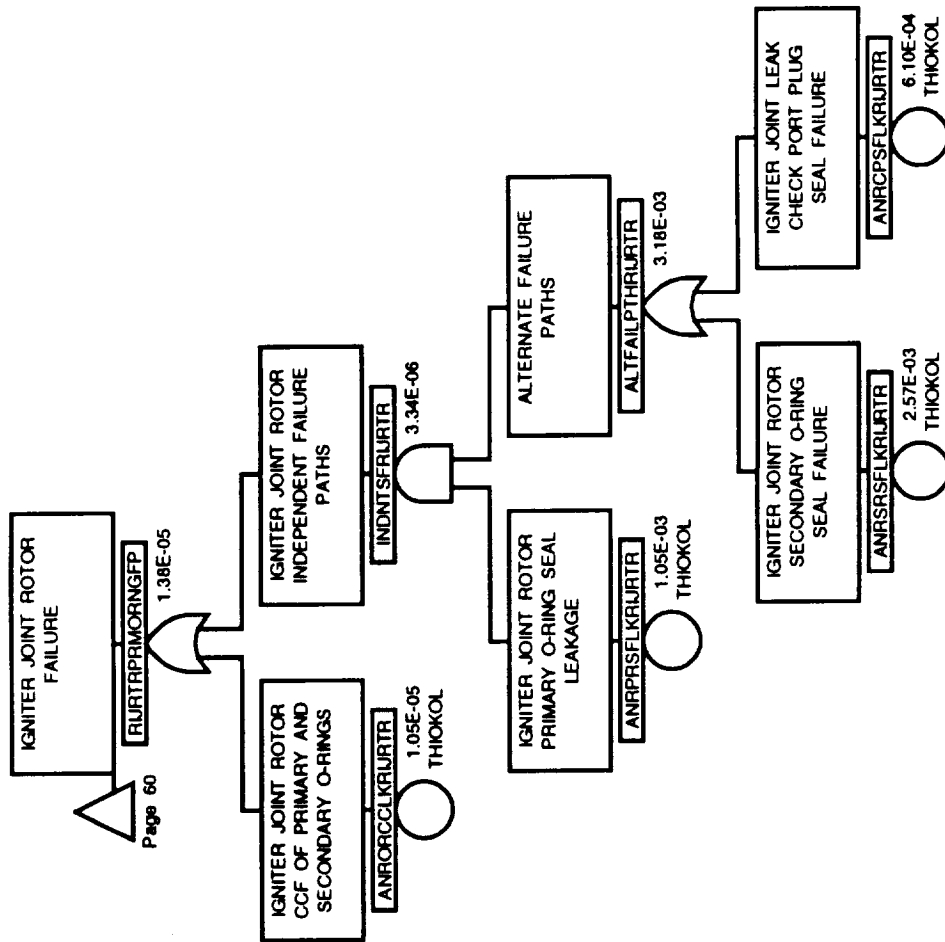 IGNITER JOINT ROTOR
FAILURE
RIJRTRPRMORNGFP
1.38E-05
Page 60
IGNITER JOINT ROTOR
CCF OF PRIMARY AND
SECONDARY O-RINGS
ANRORCCLKRIJRTR
1.05E-05
THIOKOL
IGNITER JOINT ROTOR
INDEPENDENT FAILURE
PATHS
INDNTSFRIJRTR
3.34E-06
IGNITER JOINT ROTOR
PRIMARY O-RING SEAL
LEAKAGE
ANRPRSFLKRIJRTR
1.05E-03
THIOKOL
ALTERNATE FAILURE
PATHS
ALTFAILPTHRIJRTR
3.18E-03
IGNITER JOINT ROTOR
SECONDARY O-RING
SEAL FAILURE
ANRSRSFLKRIJRTR
2.57E-03
THIOKOL
IGNITER JOINT LEAK
CHECK PORT PLUG
SEAL FAILURE
ANRCPSFLKRIJRTR
6.10E-04
THIOKOL